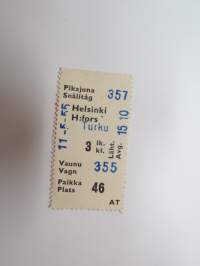 Pikajuna
Snälltåg 357
Helsinki
H:fors
Turku
11-5-55
3 lk. kl.
Läht. Avg. 15 10
Vaunu
Vagn 355
Paikka
Plats 46
AT